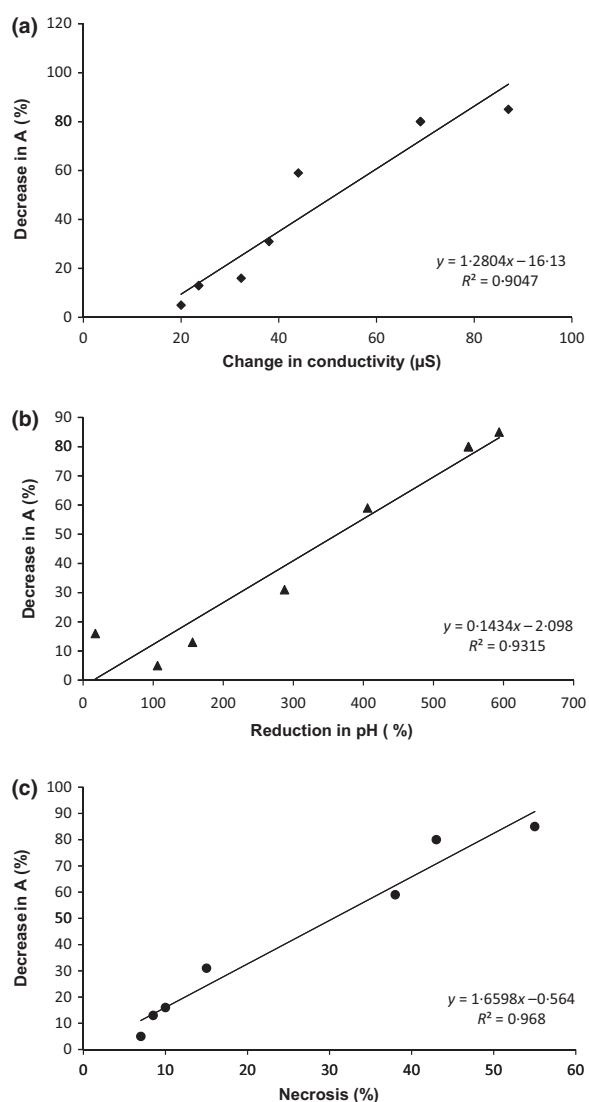 (a)
120
100
80
60
40
20
0
Decrease in A (%)
y = 1·2804x − 16·13
R² = 0·9047
0 20 40 60 80 100
Change in conductivity (µS)
(b)
90
80
70
60
50
40
30
20
10
0
Decrease in A (%)
y = 0·1434x − 2·098
R² = 0·9315
0 100 200 300 400 500 600 700
Reduction in pH ( %)
(c)
100
90
80
70
60
50
40
30
20
10
0
Decrease in A (%)
y = 1·6598x −0·564
R² = 0·968
0 10 20 30 40 50 60
Necrosis (%)